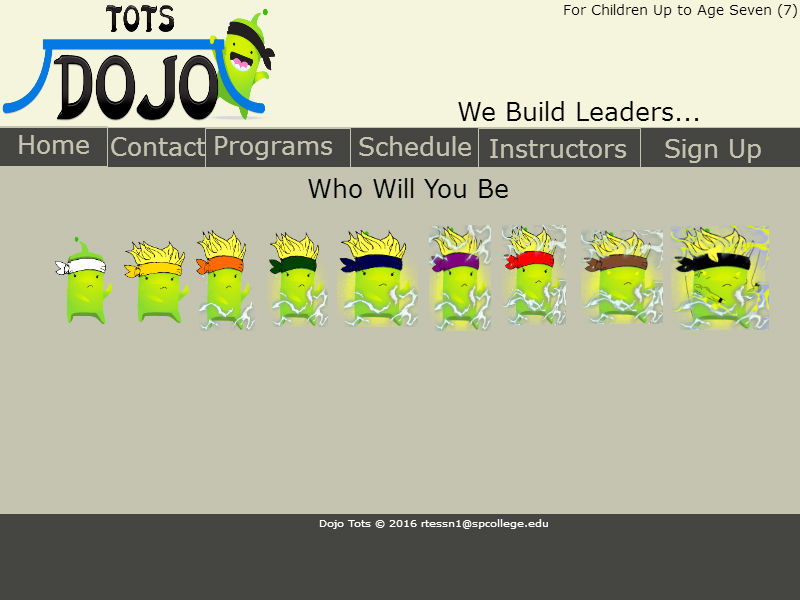 TOTS
DOJO
For Children Up to Age Seven (7)
We Build Leaders...
Home Contact Programs Schedule Instructors Sign Up
Who Will You Be
Dojo Tots © 2016 rtessn1@spcollege.edu